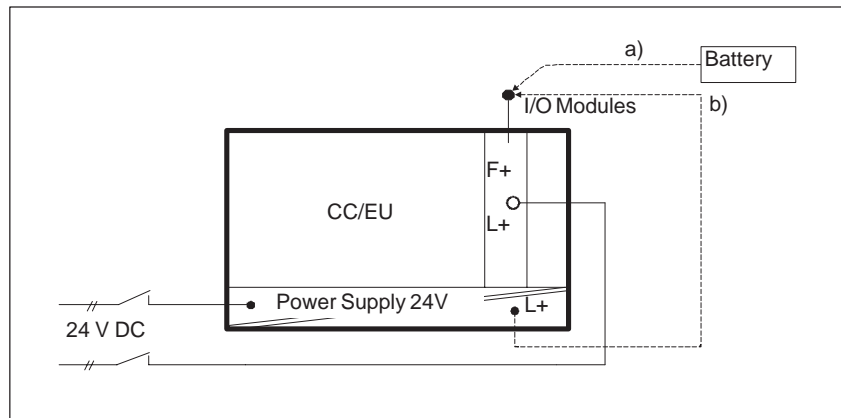 a)
Battery
b)
I/O Modules
F+
CC/EU
L+
Power Supply 24V
L+
24 V DC